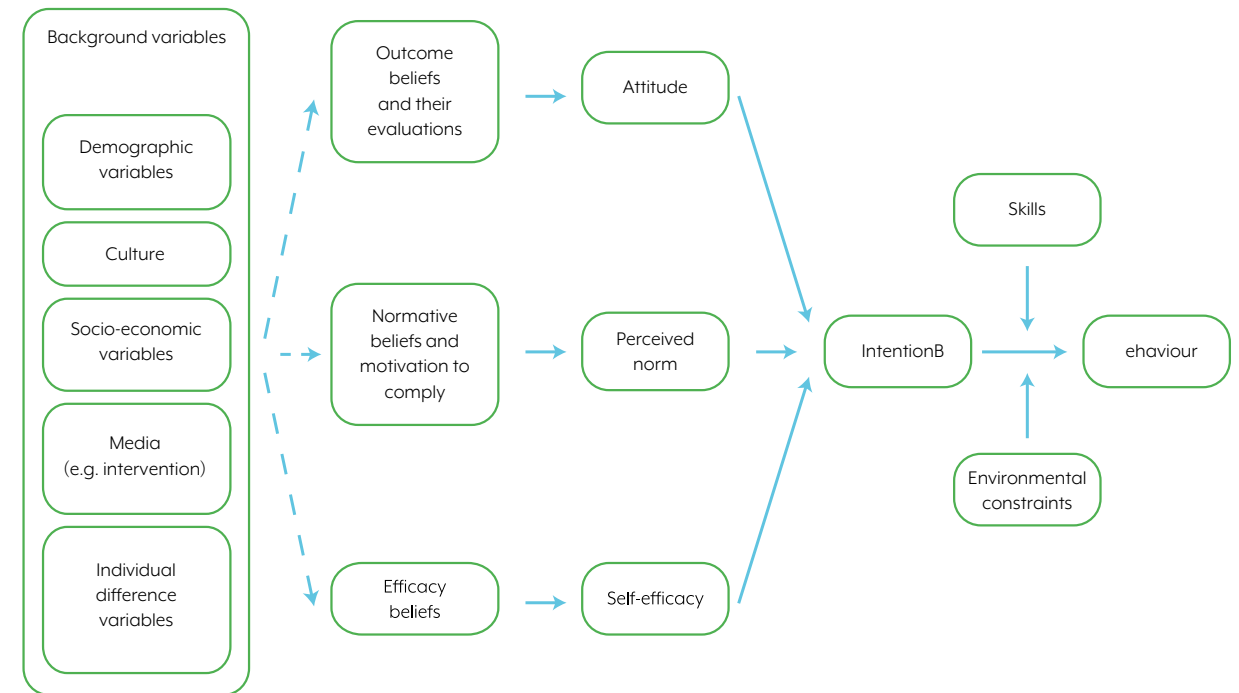 Background variables
Demographic
variables
Culture
Socio-economic
variables
Media
(e.g. intervention)
Individual
difference
variables
Outcome
beliefs
and their
evaluations
Normative
beliefs and
motivation to
comply
Efficacy
beliefs
Attitude
Perceived
norm
Self-efficacy
IntentionB
Skills
Environmental
constraints
ehaviour